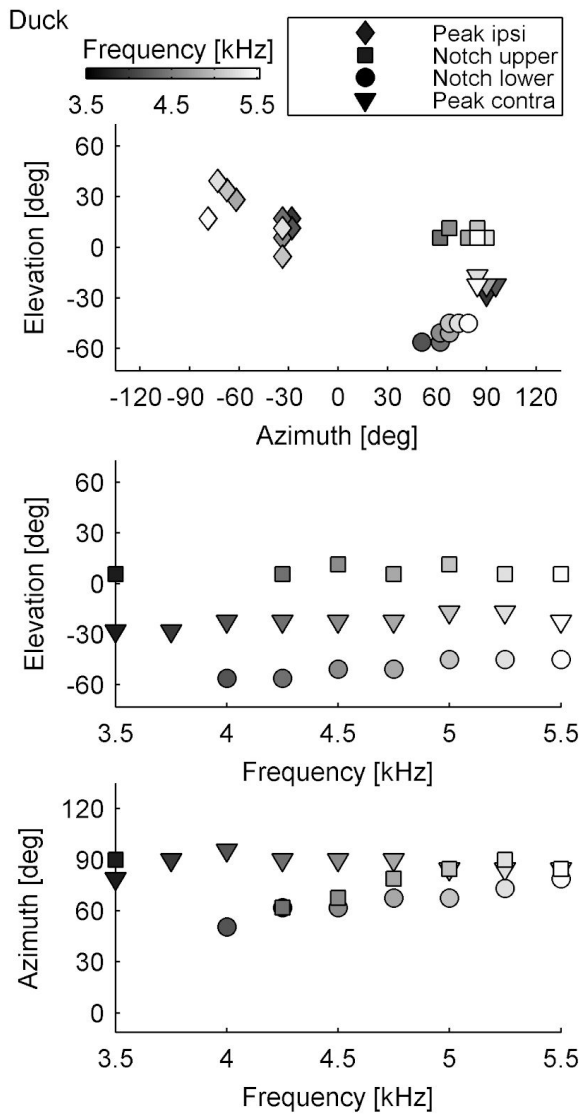 Duck
Frequency [kHz]
3.5 4.5 5.5
Peak ipsi
Notch upper
Notch lower
Peak contra
60
30
0
-30
-60
Elevation [deg]
-120 -90 -60 -30 0 30 60 90 120
Azimuth [deg]
60
30
0
-30
-60
Elevation [deg]
3.5 4 4.5 5 5.5
Frequency [kHz]
120
90
60
30
0
Azimuth [deg]
3.5 4 4.5 5 5.5
Frequency [kHz]